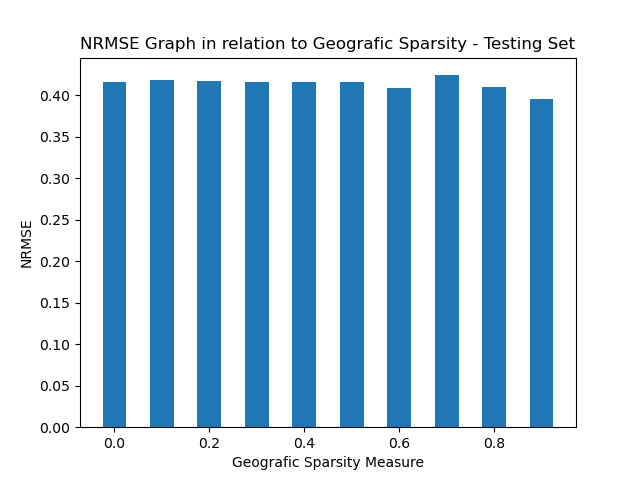 NRMSE Graph in relation to Geografic Sparsity - Testing Set
0.40
0.35
0.30
0.25
0.20
0.15
0.10
0.05
0.00
NRMSE
0.0 0.2 0.4 0.6 0.8
Geografic Sparsity Measure